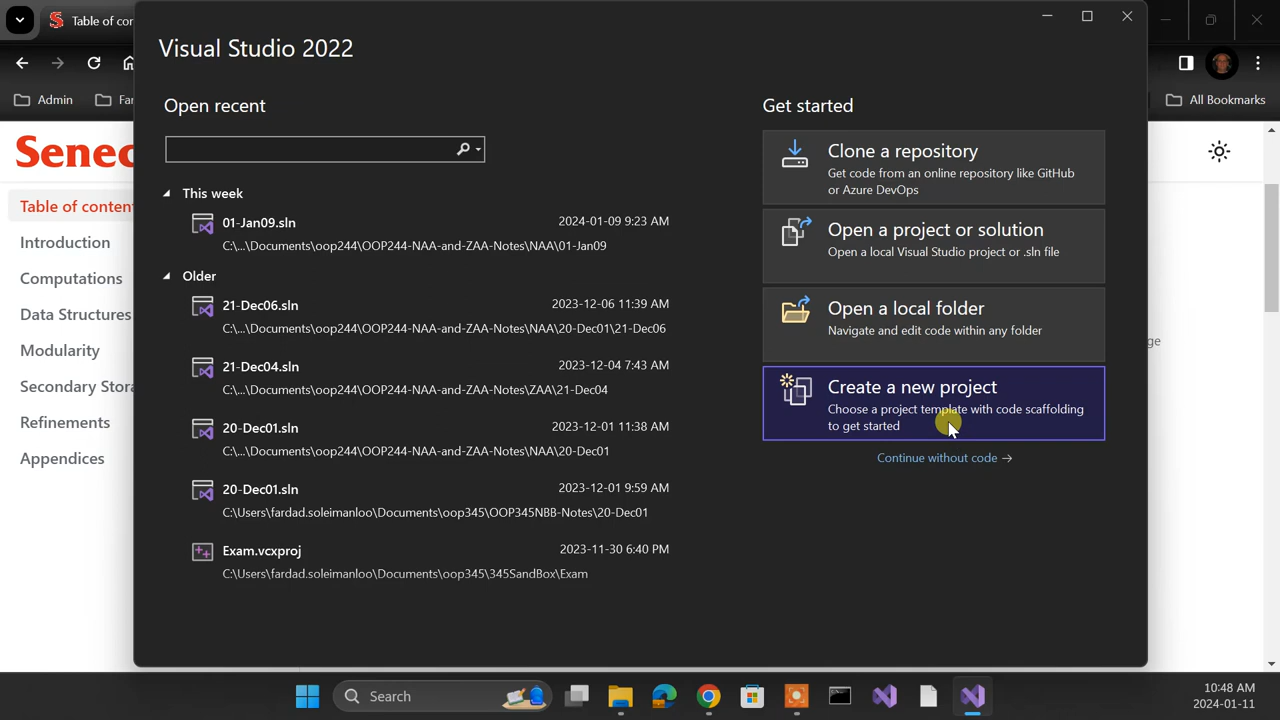 Table of con
Admin
Far
All Bookmarks
Senec
Table of conten
Introduction
Computations
Data Structures
Modularity
Secondary Stora
Refinements
Appendices
ge
Visual Studio 2022
Open recent
This week
01-Jan09.sln 2024-01-09 9:23 AM
C:\...\Documents\oop244\OOP244-NAA-and-ZAA-Notes\NAA\01-Jan09
Older
21-Dec06.sln 2023-12-06 11:39 AM
C:\...\Documents\oop244\OOP244-NAA-and-ZAA-Notes\NAA\20-Dec01\21-Dec06
21-Dec04.sln 2023-12-04 7:43 AM
C:\...\Documents\oop244\OOP244-NAA-and-ZAA-Notes\ZAA\21-Dec04
20-Dec01.sln 2023-12-01 11:38 AM
C:\...\Documents\oop244\OOP244-NAA-and-ZAA-Notes\NAA\20-Dec01
20-Dec01.sln 2023-12-01 9:59 AM
C:\Users\fardad.soleimanloo\Documents\oop345\OOP345NBB-Notes\20-Dec01
Exam.vcxproj 2023-11-30 6:40 PM
C:\Users\fardad.soleimanloo\Documents\oop345\345SandBox\Exam
Get started
Clone a repository
Get code from an online repository like GitHub
or Azure DevOps
Open a project or solution
Open a local Visual Studio project or .sln file
Open a local folder
Navigate and edit code within any folder
Create a new project
Choose a project template with code scaffolding
to get started
Continue without code →
Search
10:48 AM
2024-01-11